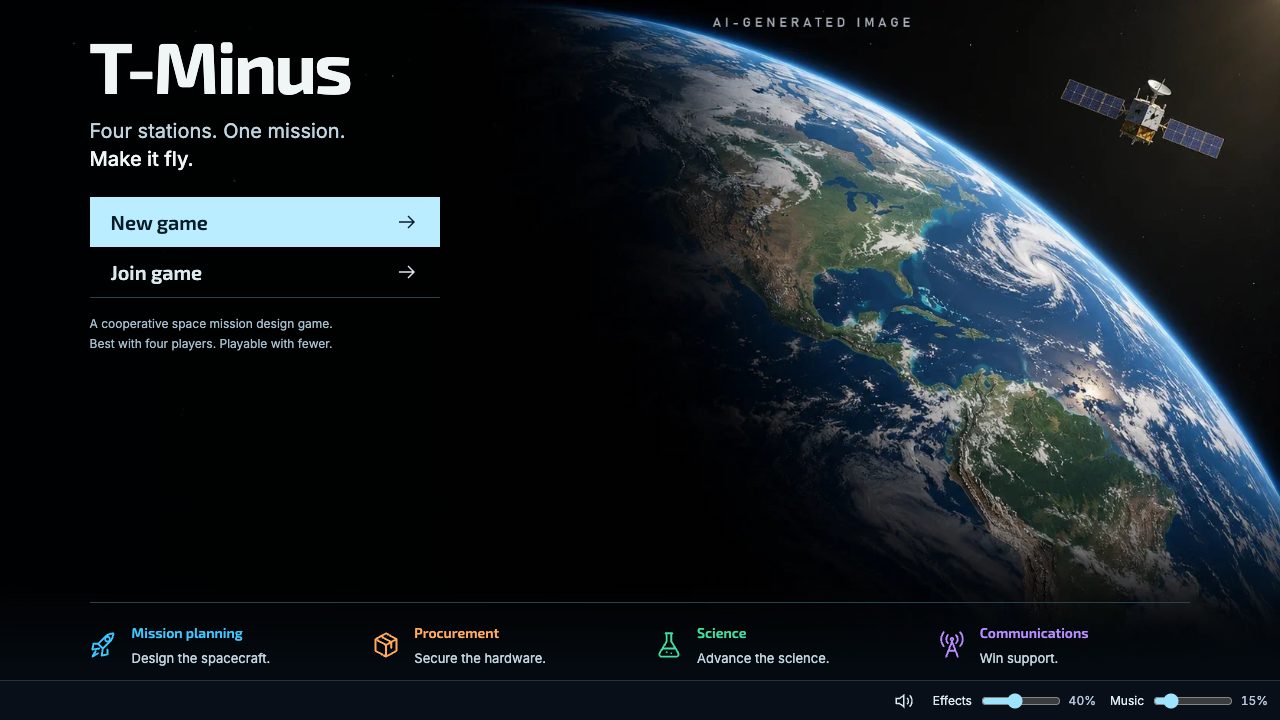 AI-GENERATED IMAGE
T-Minus
Four stations. One mission.
Make it fly.
New game
Join game
A cooperative space mission design game.
Best with four players. Playable with fewer.
Mission planning
Design the spacecraft.
Procurement
Secure the hardware.
Science
Advance the science.
Communications
Win support.
Effects 40% Music 15%